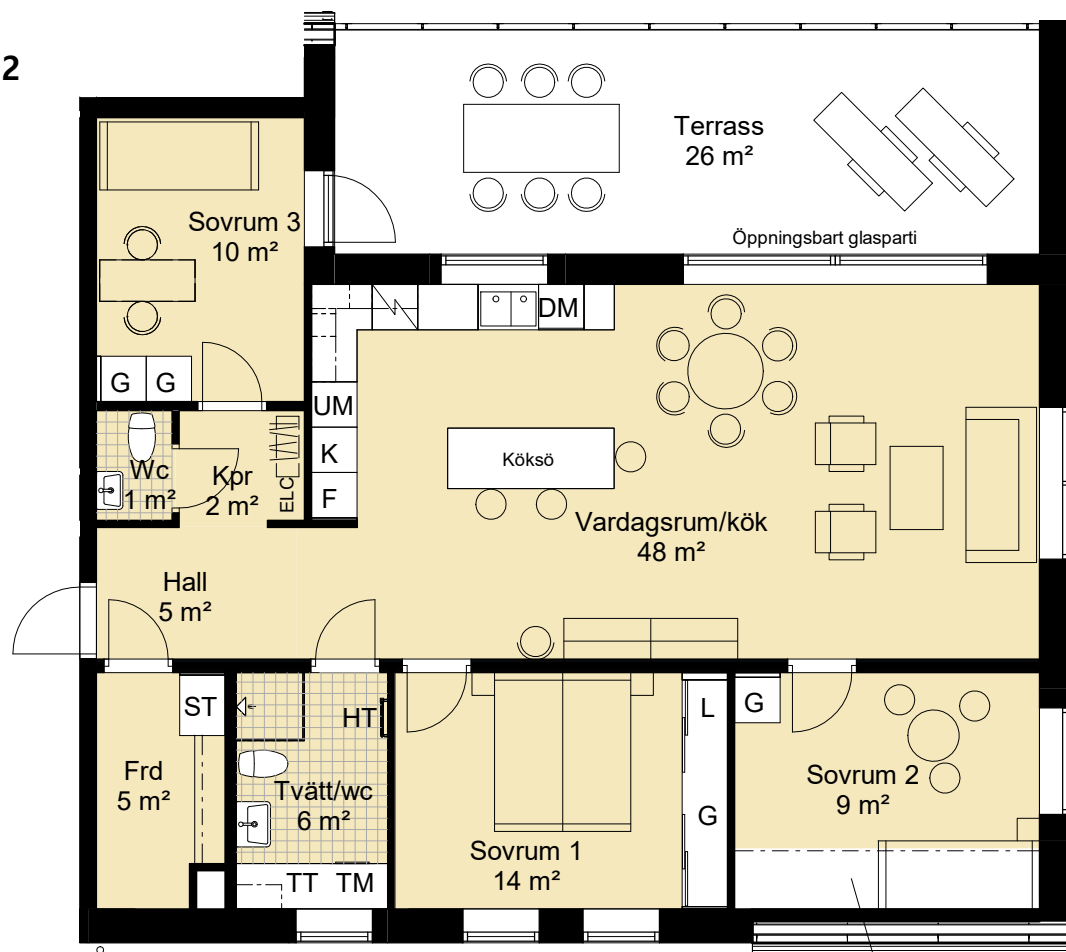 2
Terrass
26 m²
Öppningsbart glasparti
Sovrum 3
10 m²
G G
DM
UM
K
F
Köksö
Wc
1 m²
Kpr
2 m²
ELC
Vardagsrum/kök
48 m²
Hall
5 m²
ST
Frd
5 m²
HT
Tvätt/wc
6 m²
TT TM
Sovrum 1
14 m²
L
G
G
Sovrum 2
9 m²